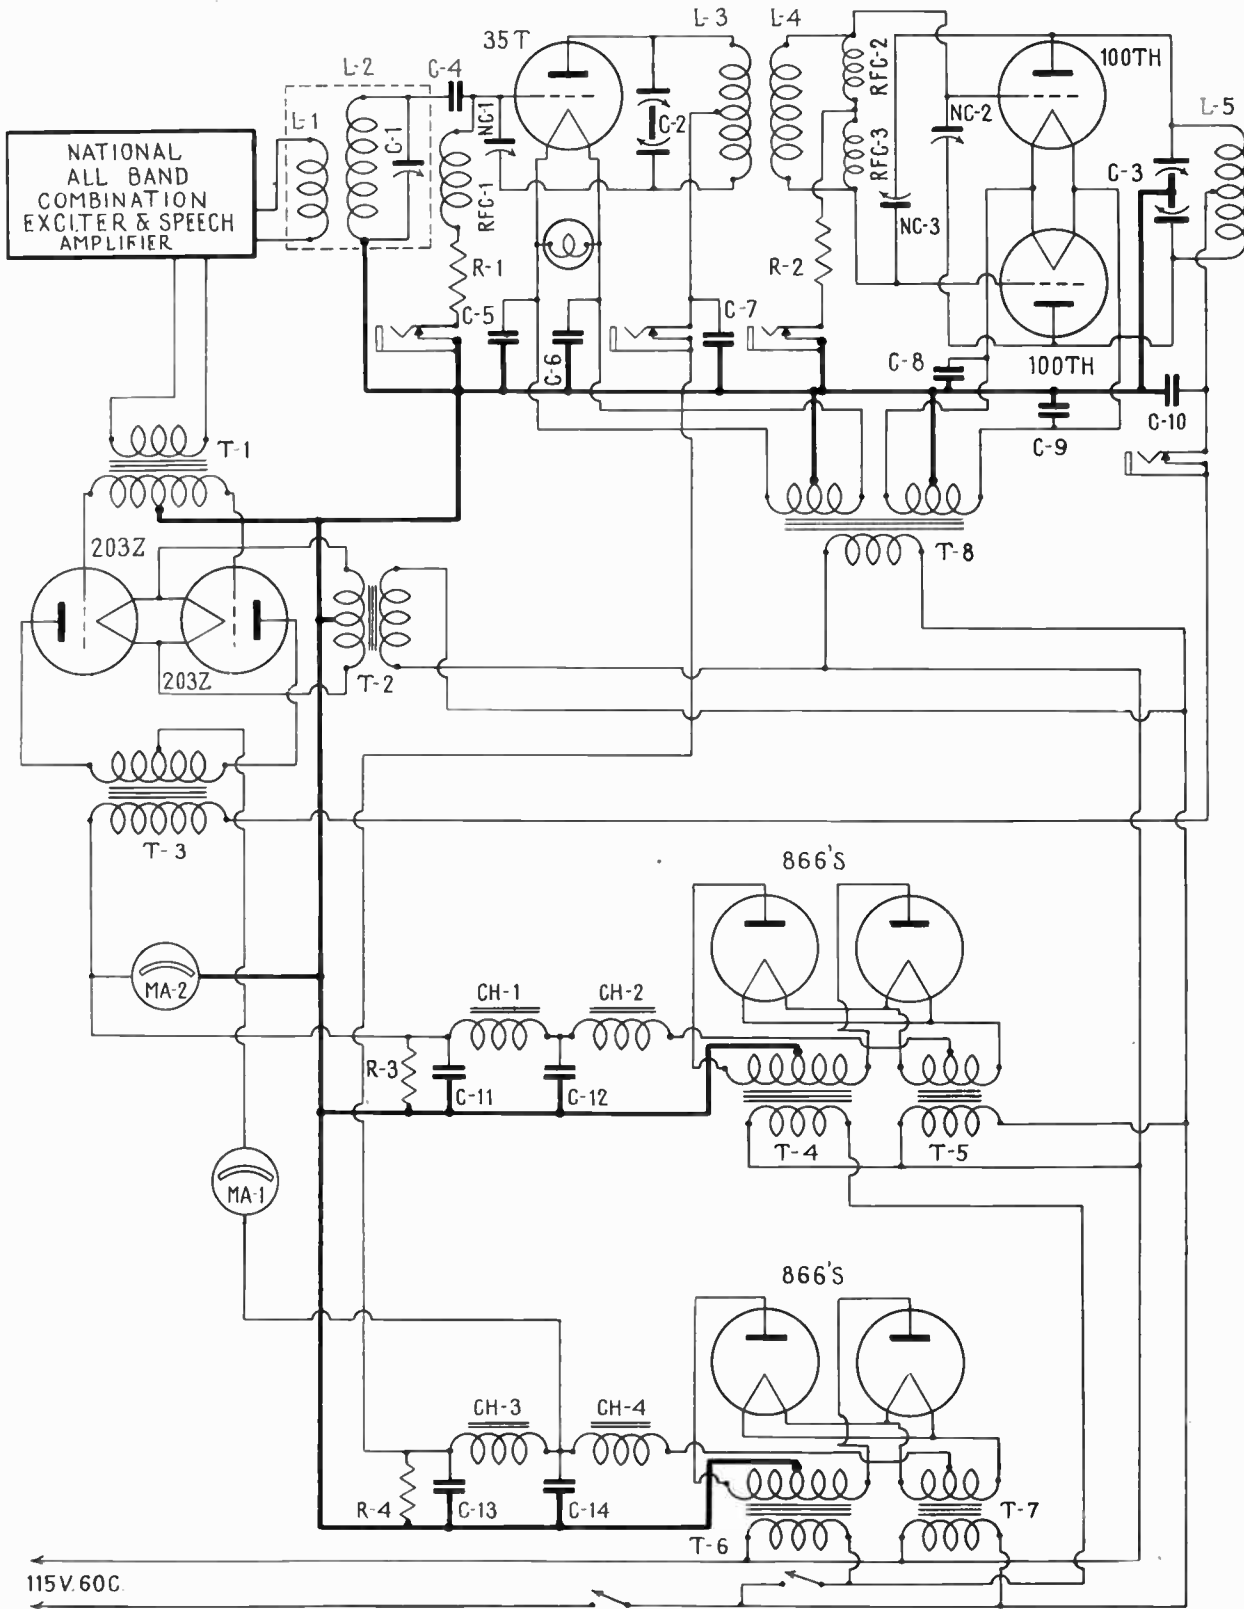 35T
L-3
L-4
100TH
L-2
C-4
RFC-2
L-5
L-1
C-1
NC-1
C-2
NC-2
NATIONAL
ALL BAND
COMBINATION
EXCITER & SPEECH
AMPLIFIER
RFC-1
RFC-3
C-3
NC-3
R-1
R-2
C-5
C-6
C-7
C-8
100TH
C-10
C-9
T-1
203Z
T-8
203Z
T-2
T-3
866'S
MA-2
CH-1
CH-2
R-3
C-11
C-12
T-4
T-5
MA-1
866'S
CH-3
CH-4
R-4
C-13
C-14
T-7
T-6
115V. 60C.